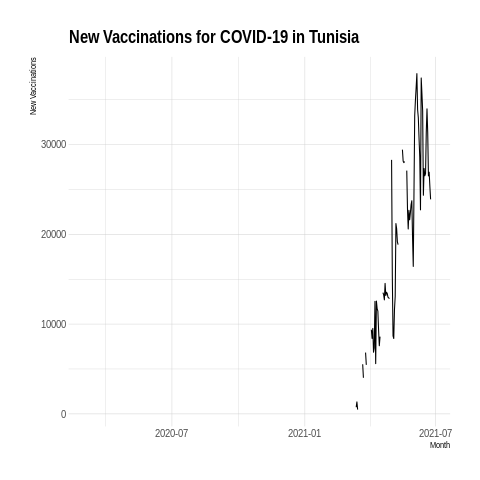 New Vaccinations for COVID-19 in Tunisia
New Vaccinations
30000
20000
10000
0
2020-07 2021-01 2021-07
Month